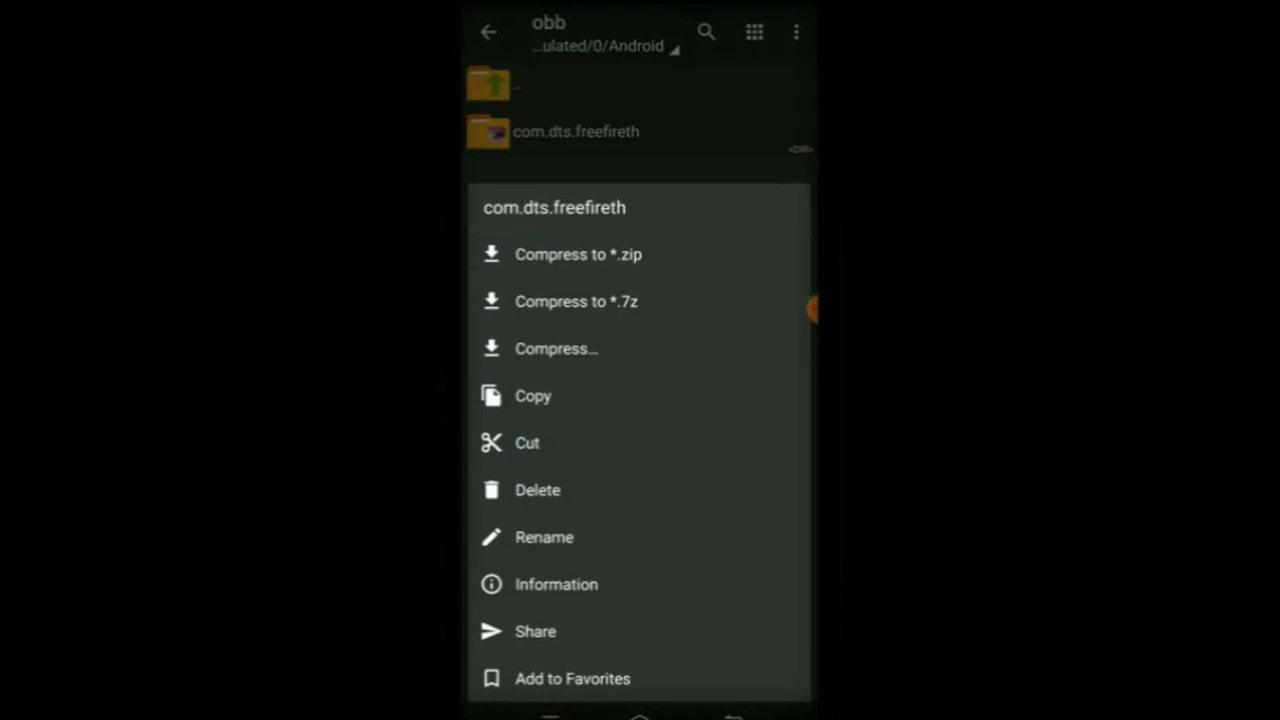 obb
...ulated/0/Android
..
com.dts.freefireth
<DIR>
com.dts.freefireth
Compress to *.zip
Compress to *.7z
Compress...
Copy
Cut
Delete
Rename
Information
Share
Add to Favorites